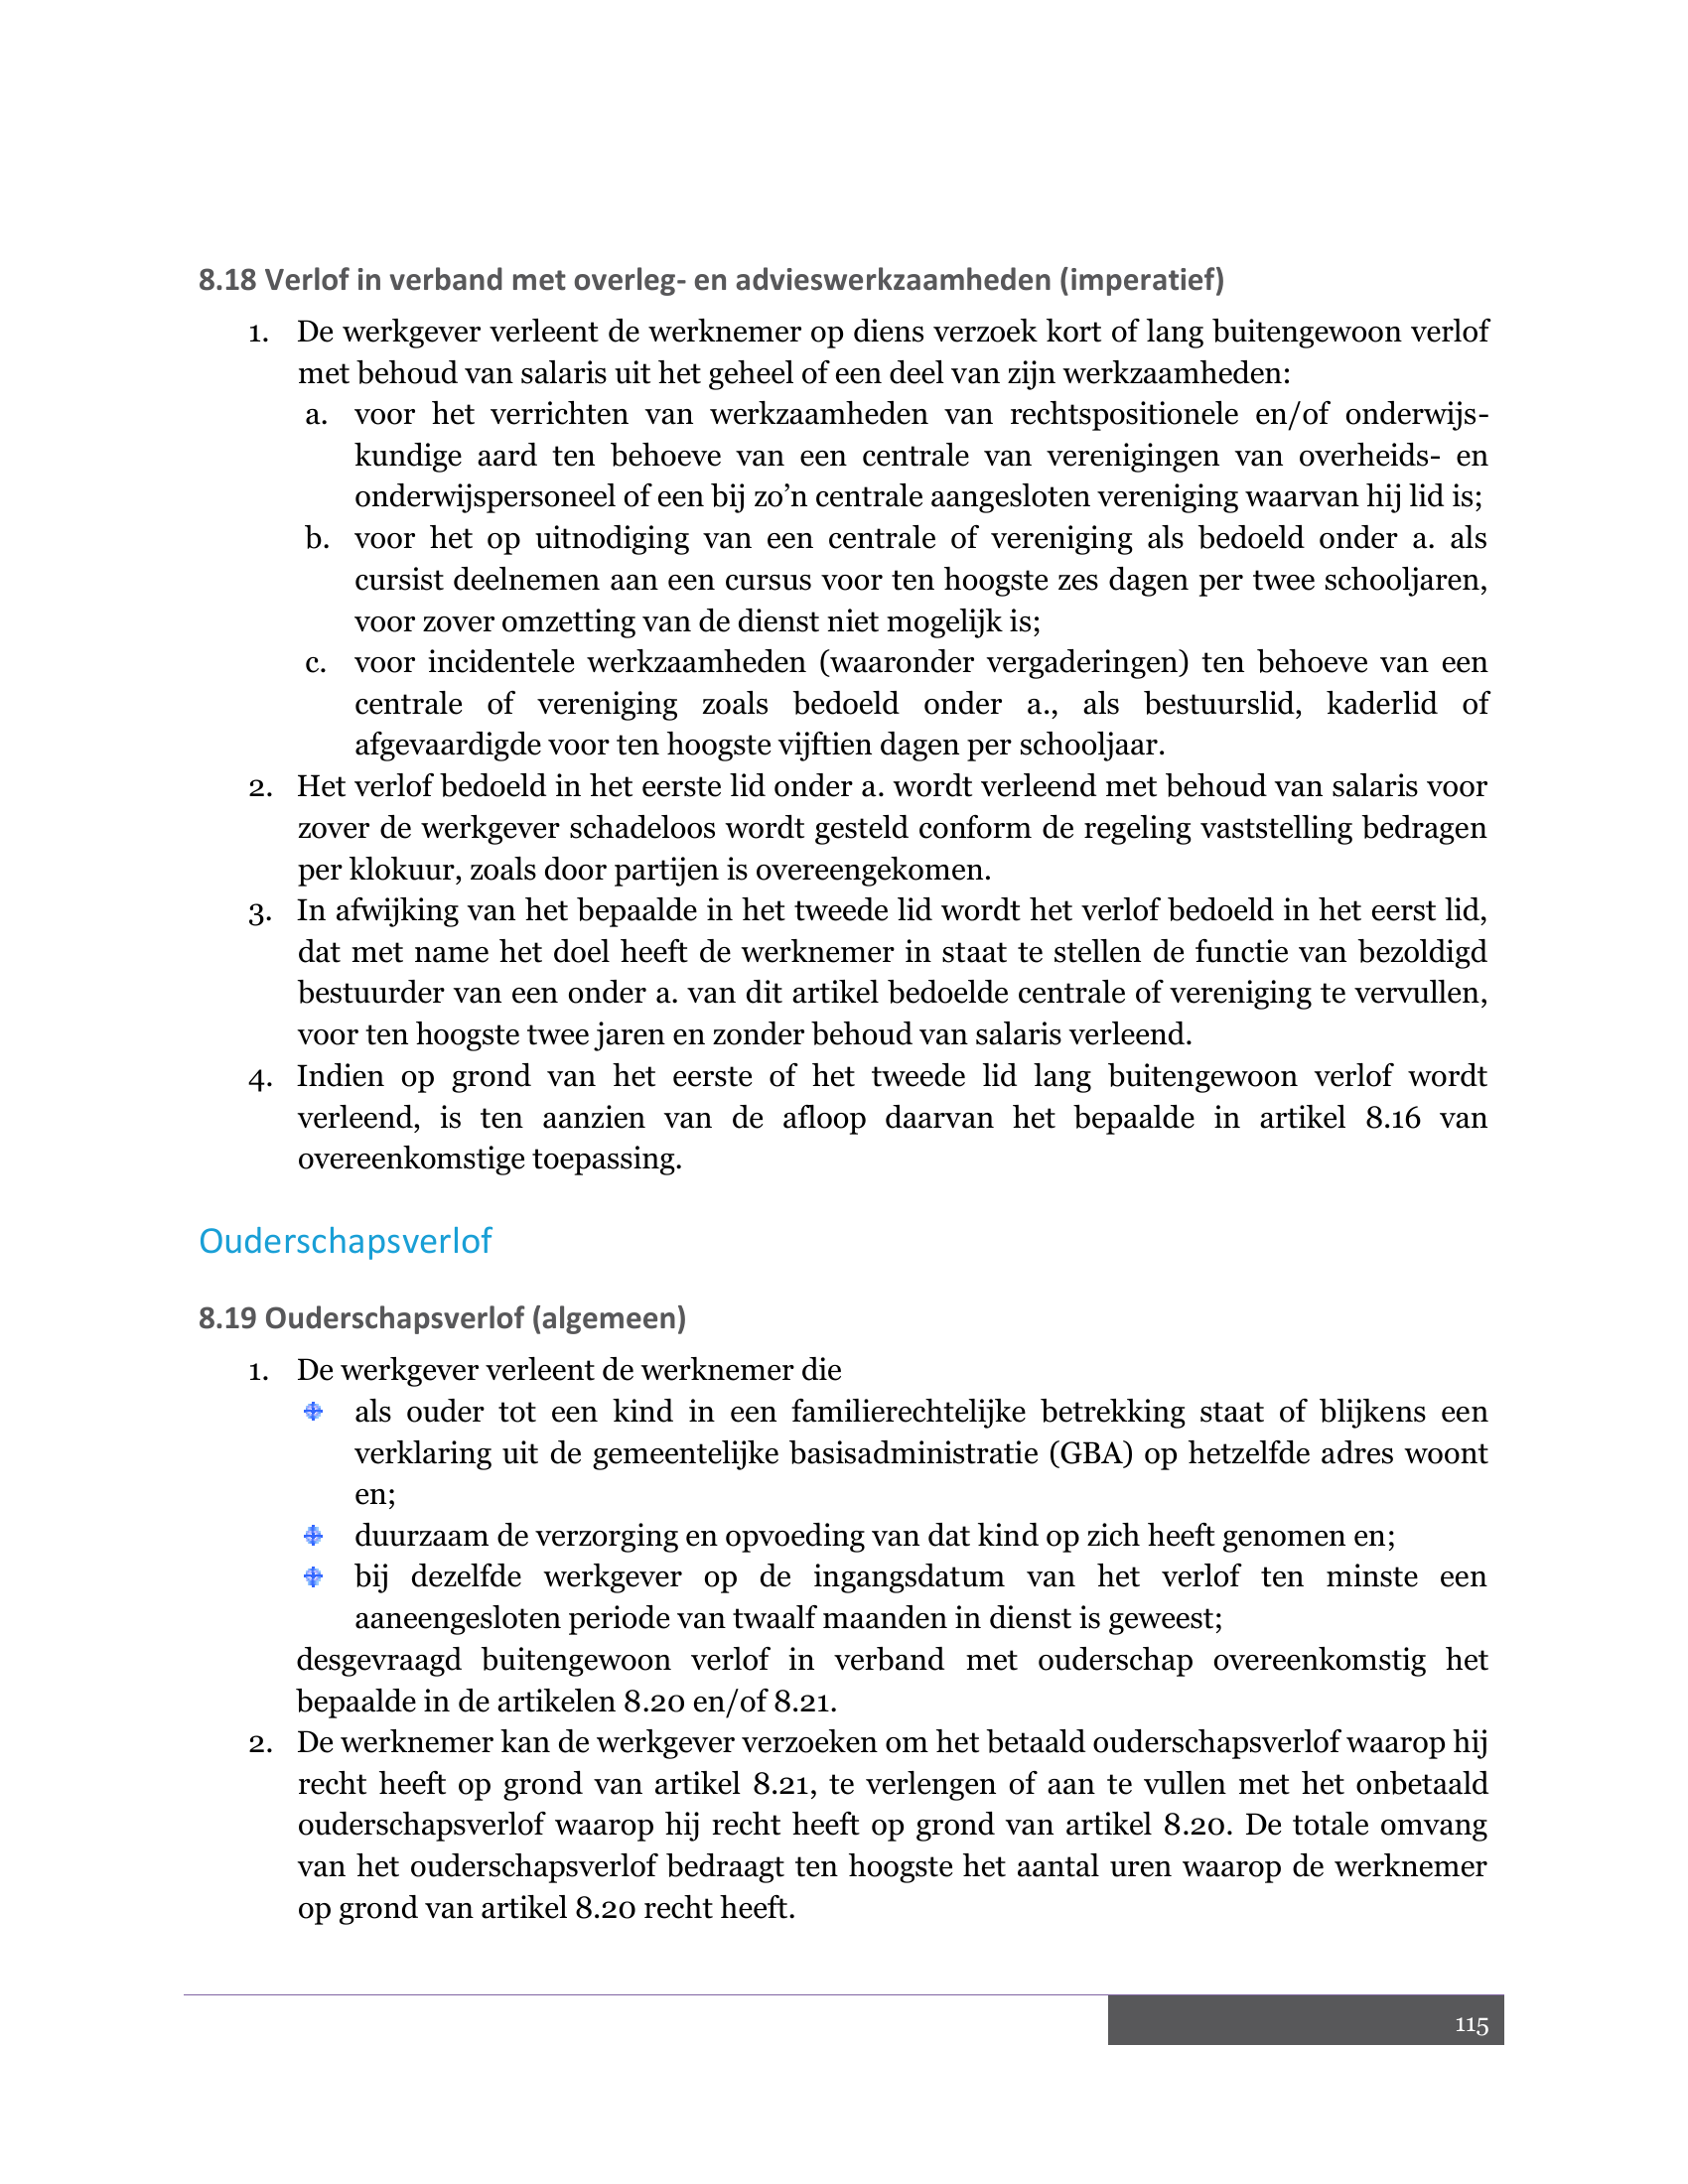 8.18 Verlof in verband met overleg- en advieswerkzaamheden (imperatief)
1. De werkgever verleent de werknemer op diens verzoek kort of lang buitengewoon verlof
met behoud van salaris uit het geheel of een deel van zijn werkzaamheden:
a. voor het verrichten van werkzaamheden van rechtspositionele en/of onderwijs-
kundige aard ten behoeve van een centrale van verenigingen van overheids- en
onderwijspersoneel of een bij zo’n centrale aangesloten vereniging waarvan hij lid is;
b. voor het op uitnodiging van een centrale of vereniging als bedoeld onder a. als
cursist deelnemen aan een cursus voor ten hoogste zes dagen per twee schooljaren,
voor zover omzetting van de dienst niet mogelijk is;
c. voor incidentele werkzaamheden (waaronder vergaderingen) ten behoeve van een
centrale of vereniging zoals bedoeld onder a., als bestuurslid, kaderlid of
afgevaardigde voor ten hoogste vijftien dagen per schooljaar.
2. Het verlof bedoeld in het eerste lid onder a. wordt verleend met behoud van salaris voor
zover de werkgever schadeloos wordt gesteld conform de regeling vaststelling bedragen
per klokuur, zoals door partijen is overeengekomen.
3. In afwijking van het bepaalde in het tweede lid wordt het verlof bedoeld in het eerst lid,
dat met name het doel heeft de werknemer in staat te stellen de functie van bezoldigd
bestuurder van een onder a. van dit artikel bedoelde centrale of vereniging te vervullen,
voor ten hoogste twee jaren en zonder behoud van salaris verleend.
4. Indien op grond van het eerste of het tweede lid lang buitengewoon verlof wordt
verleend, is ten aanzien van de afloop daarvan het bepaalde in artikel 8.16 van
overeenkomstige toepassing.
Ouderschapsverlof
8.19 Ouderschapsverlof (algemeen)
1. De werkgever verleent de werknemer die
als ouder tot een kind in een familierechtelijke betrekking staat of blijkens een
verklaring uit de gemeentelijke basisadministratie (GBA) op hetzelfde adres woont
en;
duurzaam de verzorging en opvoeding van dat kind op zich heeft genomen en;
bij dezelfde werkgever op de ingangsdatum van het verlof ten minste een
aaneengesloten periode van twaalf maanden in dienst is geweest;
desgevraagd buitengewoon verlof in verband met ouderschap overeenkomstig het
bepaalde in de artikelen 8.20 en/of 8.21.
2. De werknemer kan de werkgever verzoeken om het betaald ouderschapsverlof waarop hij
recht heeft op grond van artikel 8.21, te verlengen of aan te vullen met het onbetaald
ouderschapsverlof waarop hij recht heeft op grond van artikel 8.20. De totale omvang
van het ouderschapsverlof bedraagt ten hoogste het aantal uren waarop de werknemer
op grond van artikel 8.20 recht heeft.
115